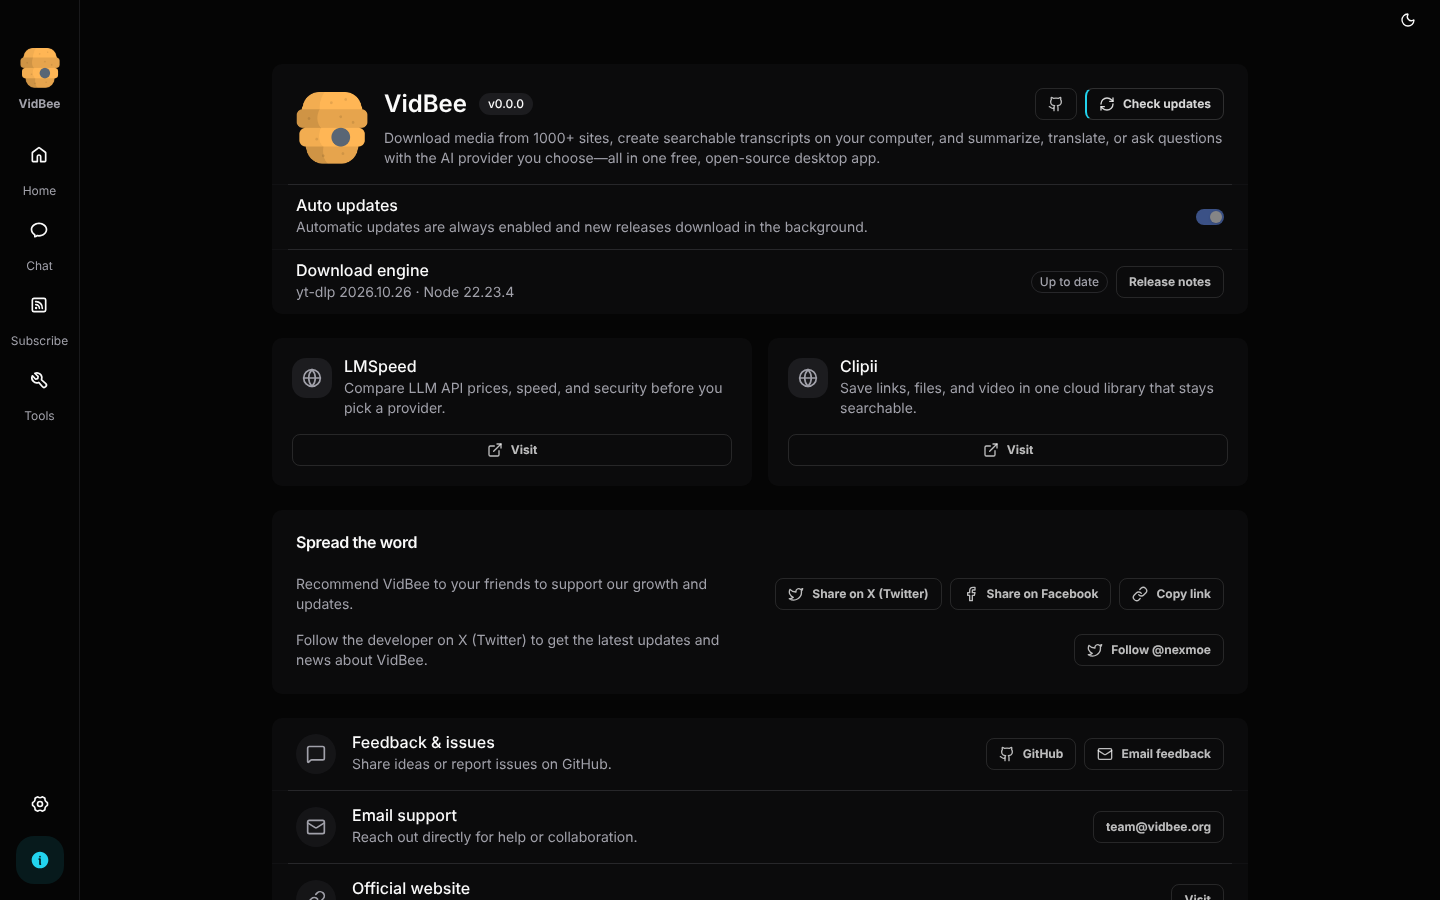 VidBee
Home
Chat
Subscribe
Tools
VidBee
v0.0.0
Check updates
Download media from 1000+ sites, create searchable transcripts on your computer, and summarize, translate, or ask questions
with the AI provider you choose—all in one free, open-source desktop app.
Auto updates
Automatic updates are always enabled and new releases download in the background.
Download engine
yt-dlp 2026.10.26 · Node 22.23.4
Up to date
Release notes
LMSpeed
Compare LLM API prices, speed, and security before you
pick a provider.
Visit
Clipii
Save links, files, and video in one cloud library that stays
searchable.
Visit
Spread the word
Recommend VidBee to your friends to support our growth and
updates.
Share on X (Twitter)
Share on Facebook
Copy link
Follow the developer on X (Twitter) to get the latest updates and
news about VidBee.
Follow @nexmoe
Feedback & issues
Share ideas or report issues on GitHub.
GitHub
Email feedback
Email support
Reach out directly for help or collaboration.
team@vidbee.org
Official website
Visit